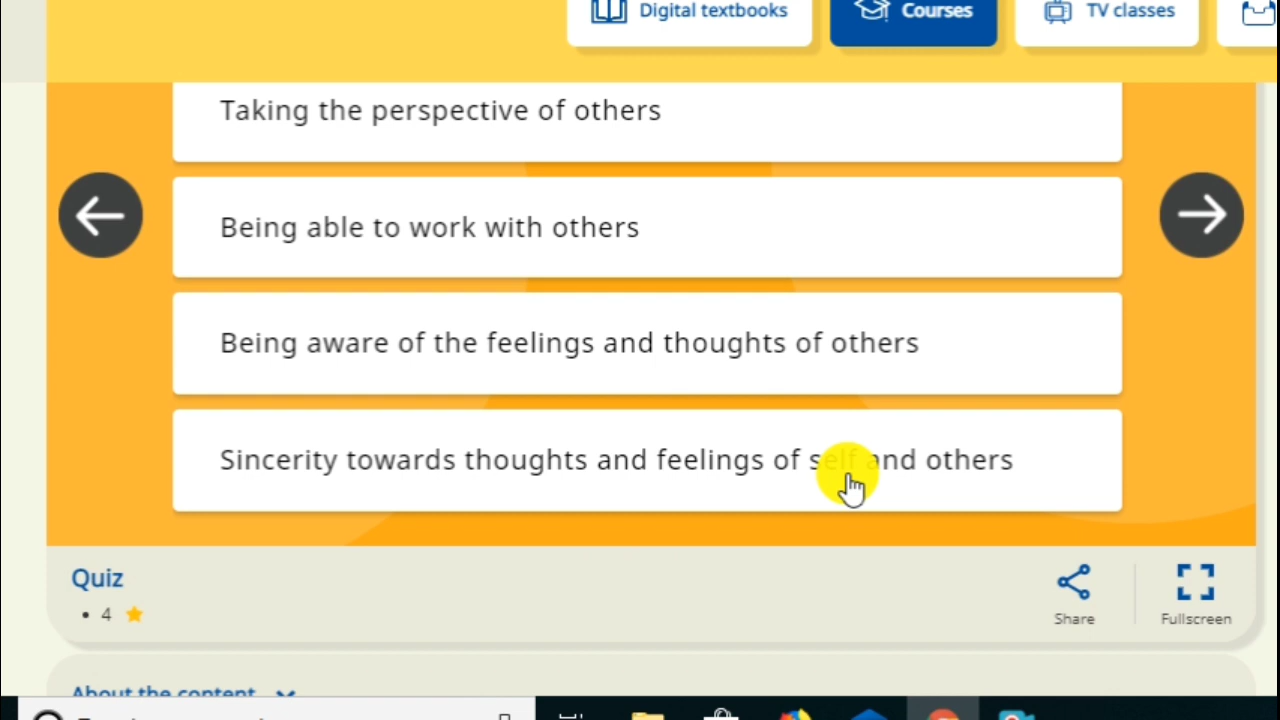 Digital textbooks
Courses
TV classes
Taking the perspective of others
Being able to work with others
Being aware of the feelings and thoughts of others
Sincerity towards thoughts and feelings of self and others
Quiz
• 4
Share
Fullscreen
About the content